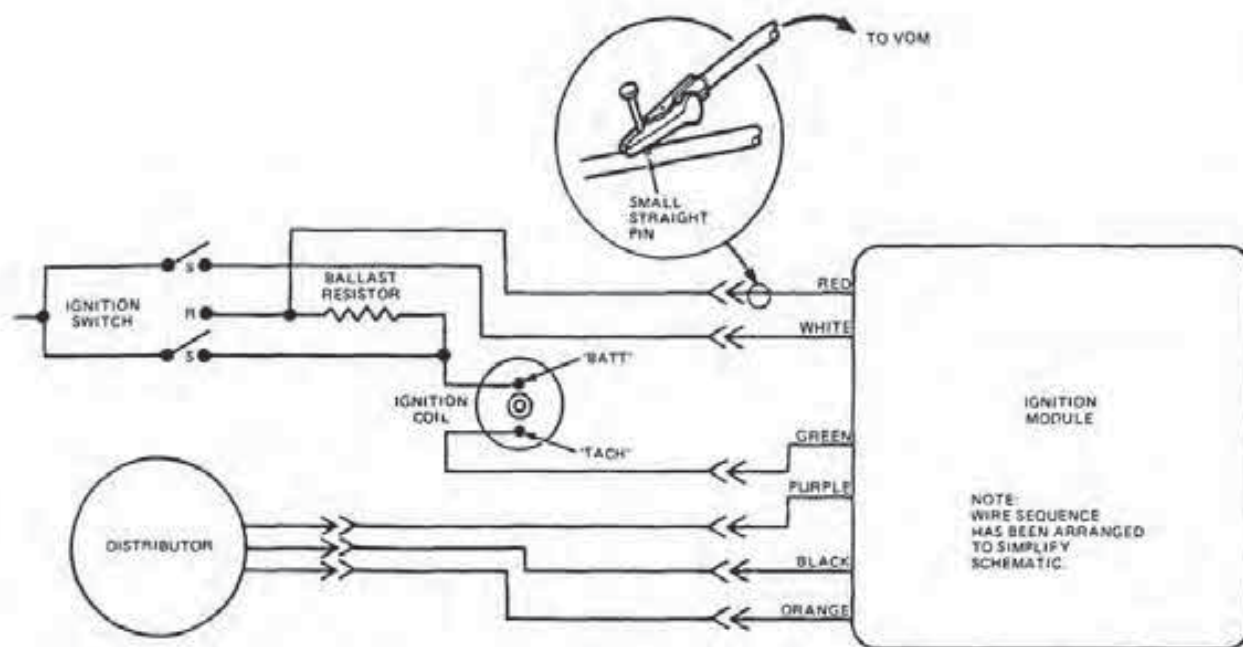 TO VOM
SMALL
STRAIGHT
PIN
S
BALLAST
RESISTOR
IGNITION
SWITCH
R
S
RED
WHITE
"BATT"
IGNITION
COIL
"TACH"
IGNITION
MODULE
GREEN
PURPLE
DISTRIBUTOR
NOTE:
WIRE SEQUENCE
HAS BEEN ARRANGED
TO SIMPLIFY
SCHEMATIC.
BLACK
ORANGE